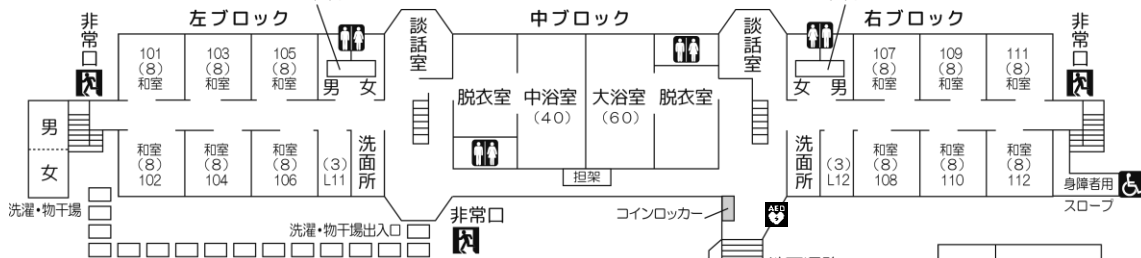 左ブロック
中ブロック
右ブロック
非常口
談話室
談話室
非常口
101
(8)
和室
103
(8)
和室
105
(8)
和室
男 女
脱衣室
中浴室
(40)
大浴室
(60)
脱衣室
女 男
107
(8)
和室
109
(8)
和室
111
(8)
和室
男
女
洗濯・物干場
和室
(8)
102
和室
(8)
104
和室
(8)
106
(3)
L11
洗面所
担架
洗面所
(3)
L12
和室
(8)
108
和室
(8)
110
和室
(8)
112
身障者用
スロープ
洗濯・物干場出入口
非常口
コインロッカー
AED